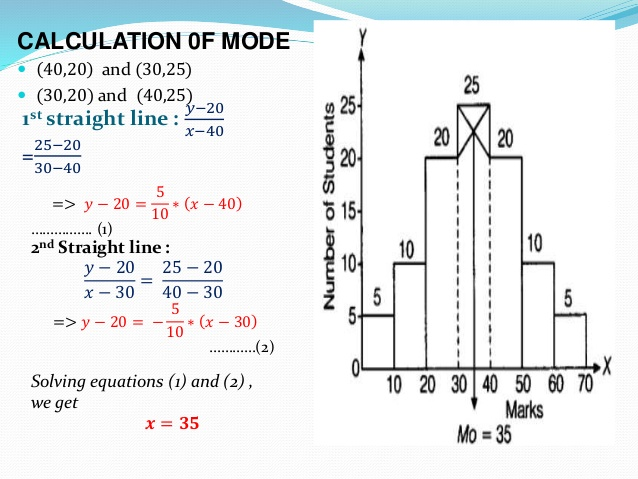 CALCULATION 0F MODE
(40,20) and (30,25)
(30,20) and (40,25)
1st straight line : y−20/x−40
=25−20/30−40
=> y − 20 = 5/10 * (x − 40)
................ (1)
2nd Straight line :
y − 20/x − 30 = 25 − 20/40 − 30
=> y − 20 = − 5/10 * (x − 30)
............(2)
Solving equations (1) and (2) ,
we get
x = 35
Y
Number of Students
25
20
15
10
5
0
5
10
20
25
20
10
5
10 20 30 40 50 60 70
X
Marks
Mo = 35